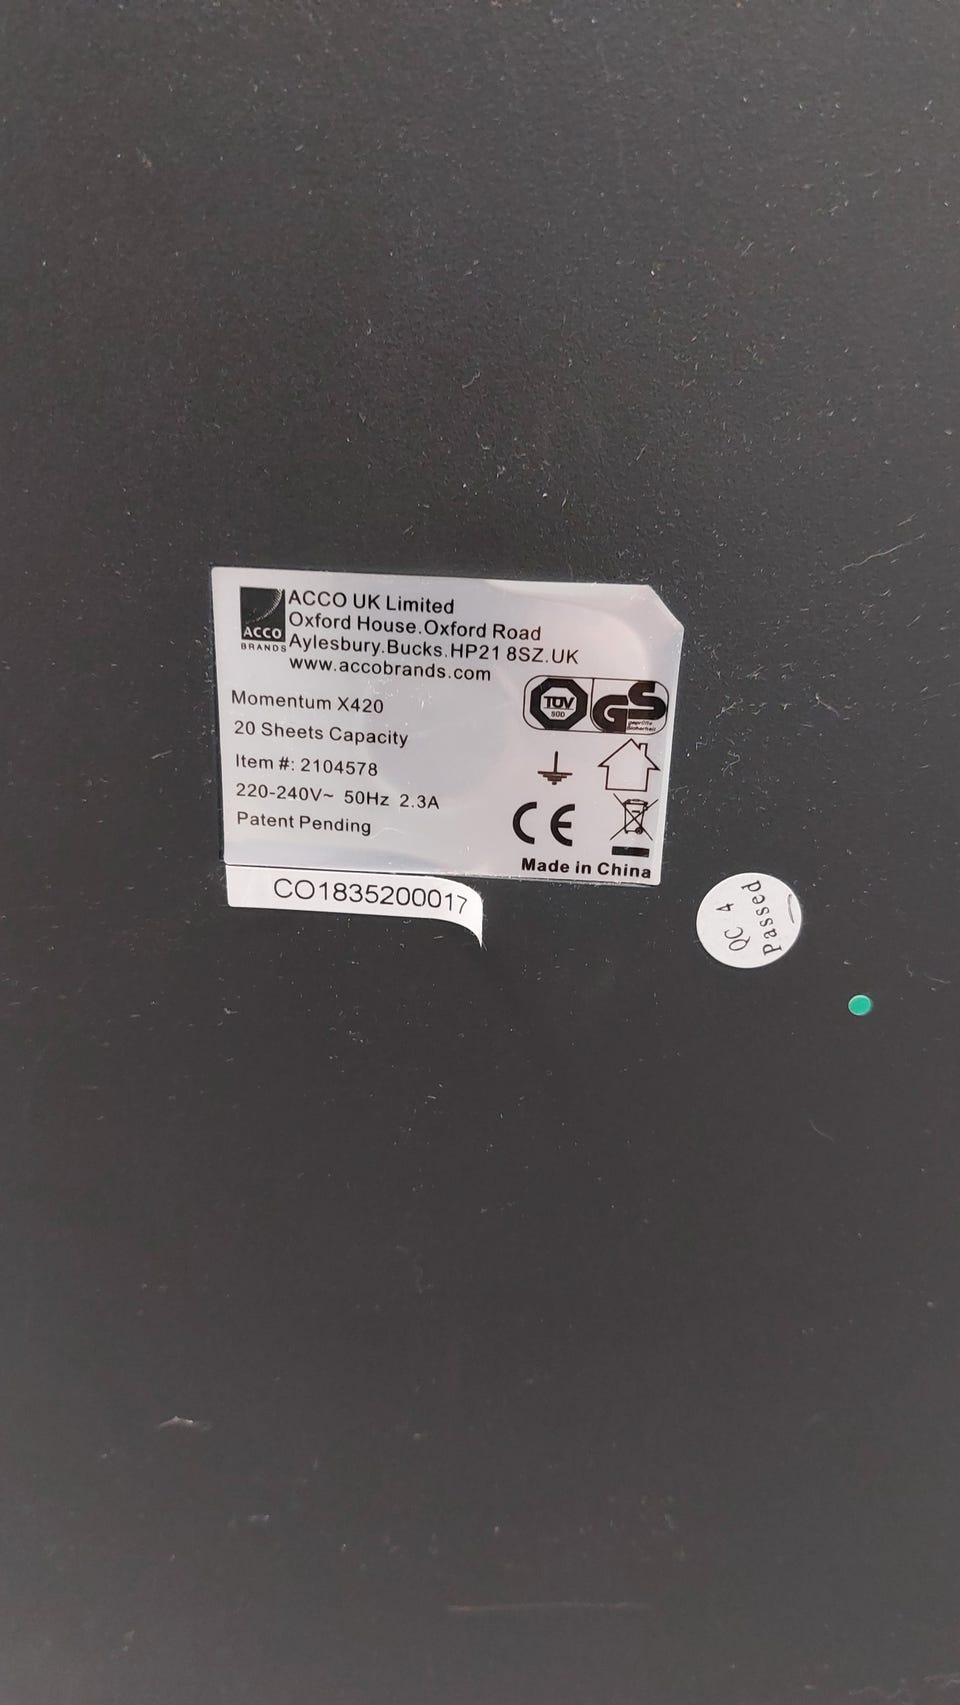 ACCO
BRANDS
ACCO UK Limited
Oxford House.Oxford Road
Aylesbury.Bucks.HP21 8SZ.UK
www.accobrands.com
Momentum X420
20 Sheets Capacity
Item #: 2104578
220-240V~ 50Hz 2.3A
Patent Pending
TÜV
SÜD
GS
geprüfte
Sicherheit
CE
Made in China
CO1835200017
QC 4
Passed